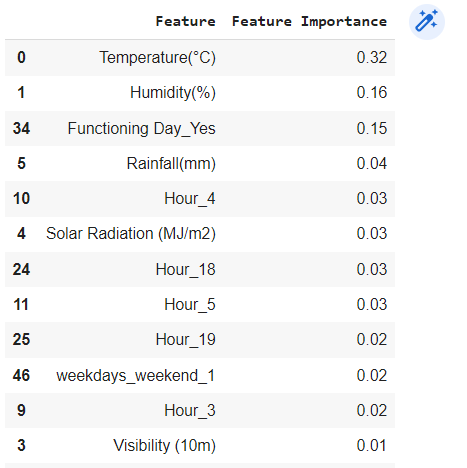 Feature Feature Importance
0 Temperature(°C) 0.32
1 Humidity(%) 0.16
34 Functioning Day_Yes 0.15
5 Rainfall(mm) 0.04
10 Hour_4 0.03
4 Solar Radiation (MJ/m2) 0.03
24 Hour_18 0.03
11 Hour_5 0.03
25 Hour_19 0.02
46 weekdays_weekend_1 0.02
9 Hour_3 0.02
3 Visibility (10m) 0.01